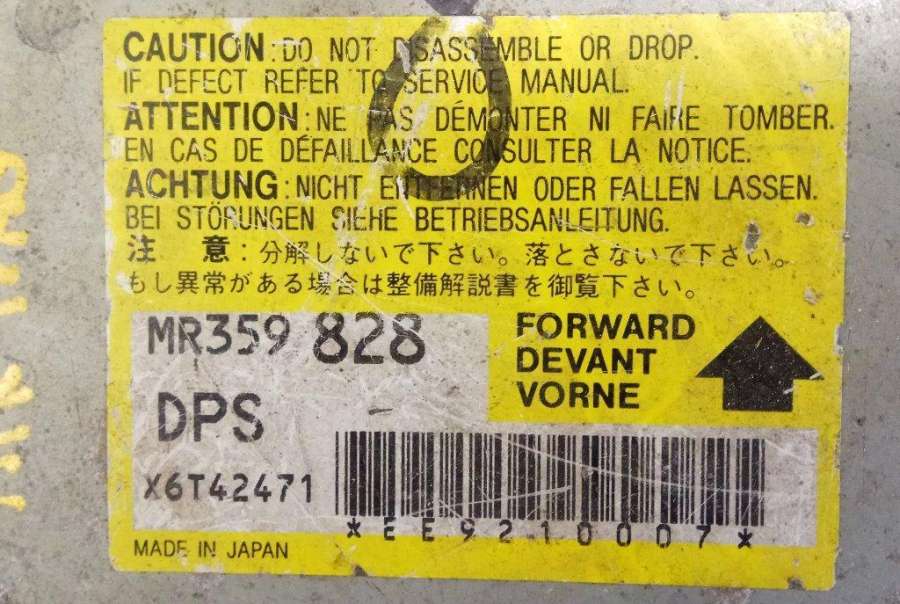 CAUTION:DO NOT DISASSEMBLE OR DROP.
IF DEFECT REFER TO SERVICE MANUAL.
ATTENTION:NE PAS DÉMONTER NI FAIRE TOMBER.
EN CAS DE DÉFAILLANCE CONSULTER LA NOTICE.
ACHTUNG:NICHT ENTFERNEN ODER FALLEN LASSEN.
BEI STÖRUNGEN SIEHE BETRIEBSANLEITUNG.
注 意:分解しないで下さい。落とさないで下さい。
もし異常がある場合は整備解説書を御覧下さい。
MR359 828
DPS
X6T42471
FORWARD
DEVANT
VORNE
*EE9210007*
MADE IN JAPAN